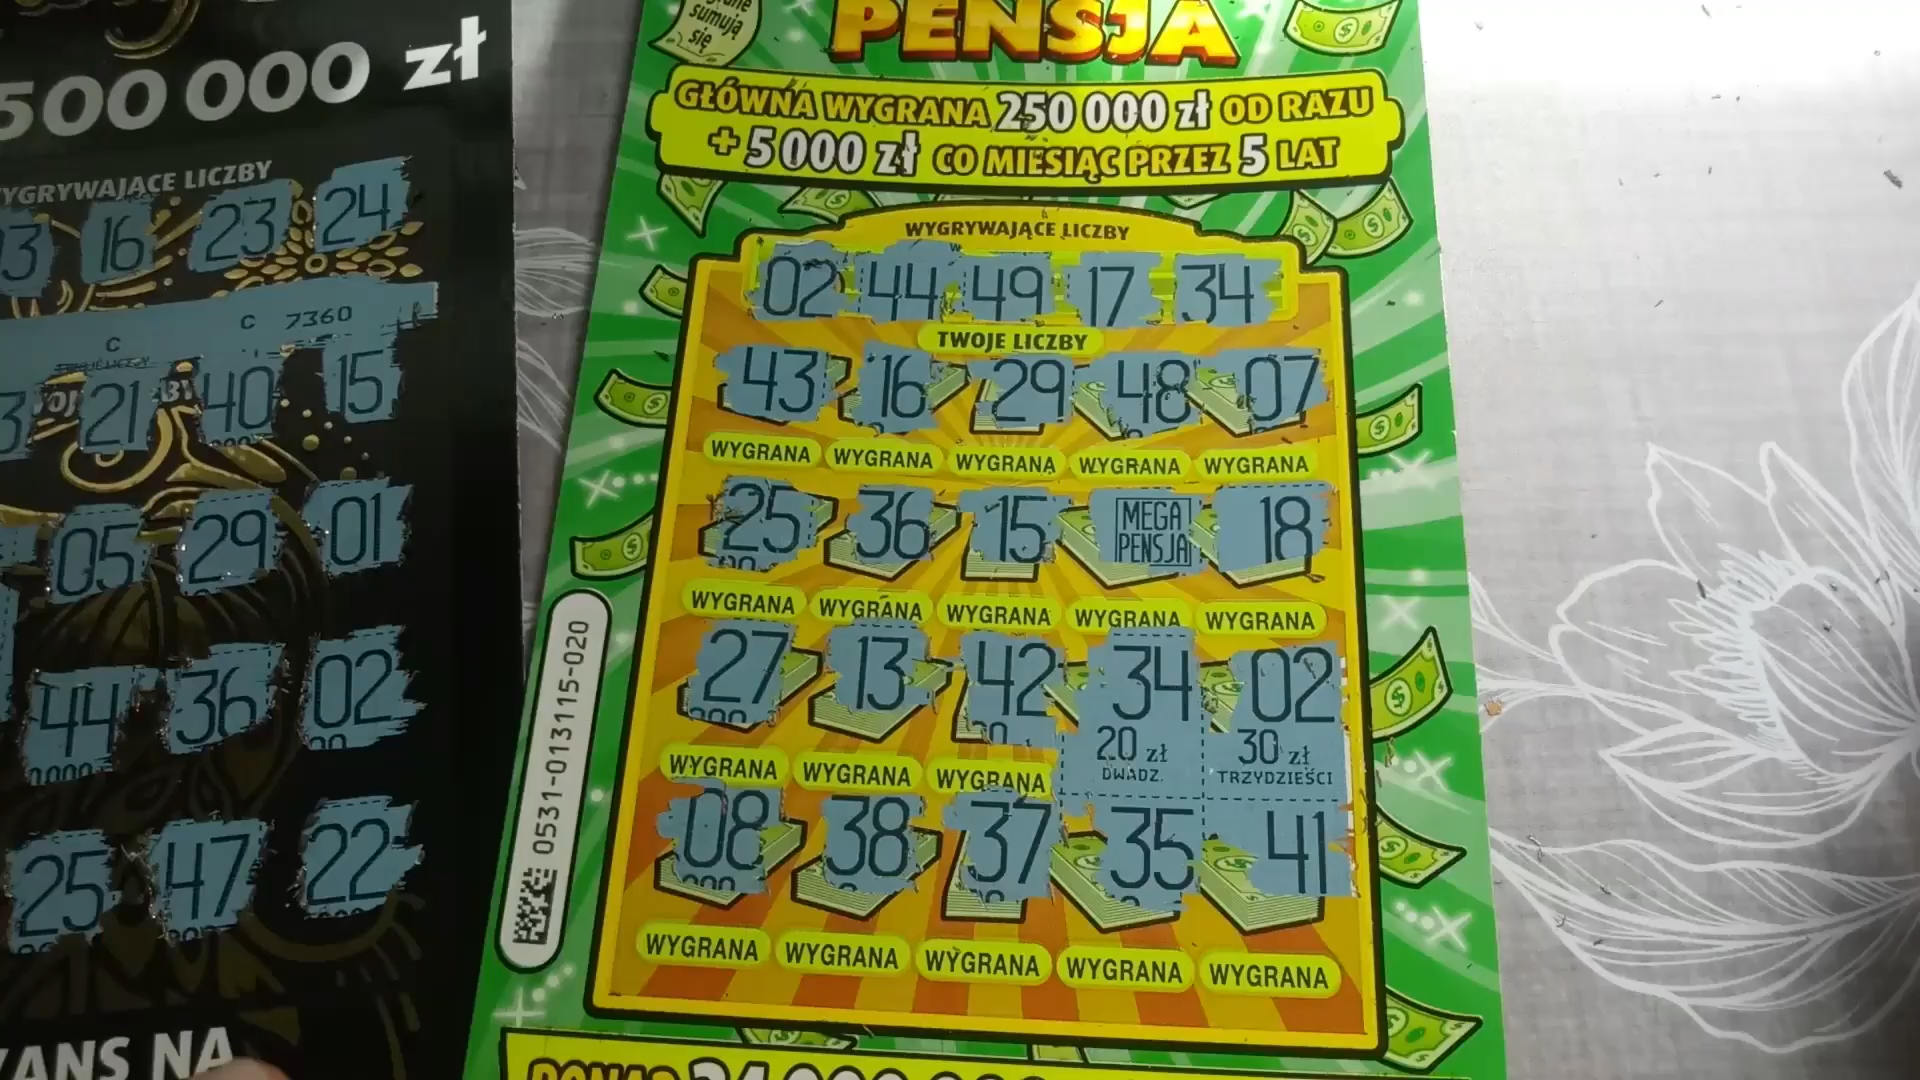 500 000 zł
WYGRYWAJĄCE LICZBY
16 23 24
C
C 7360
21 40 15
05 29 01
44 36 02
25 47 22
NA
sumują
się
PENSJA
GŁÓWNA WYGRANA 250 000 zł OD RAZU
+ 5 000 zł CO MIESIĄC PRZEZ 5 LAT
WYGRYWAJĄCE LICZBY
02 44 49 17 34
TWOJE LICZBY
43 16 29 48 07
WYGRANA WYGRANA WYGRANA WYGRANA WYGRANA
25 36 15 MEGA PENSJA 18
WYGRANA WYGRANA WYGRANA WYGRANA WYGRANA
27 13 42 34 02
20 zł 30 zł
DWADZ. TRZYDZIEŚCI
WYGRANA WYGRANA WYGRANA
08 38 37 35 41
WYGRANA WYGRANA WYGRANA WYGRANA WYGRANA
0531-013115-020